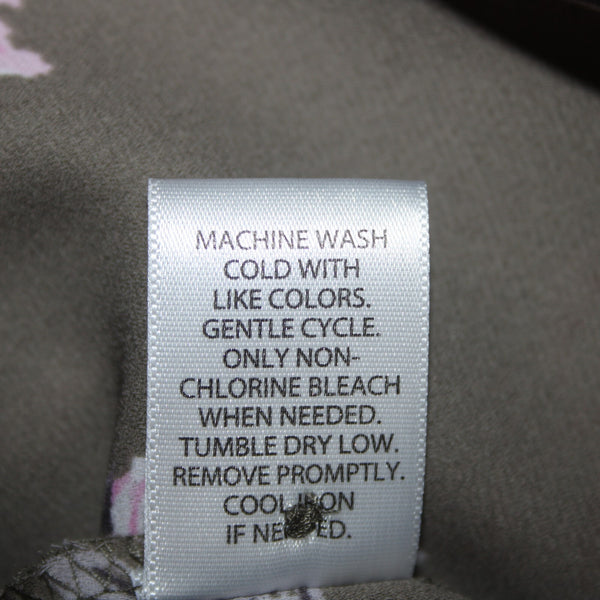 MACHINE WASH
COLD WITH
LIKE COLORS.
GENTLE CYCLE.
ONLY NON-
CHLORINE BLEACH
WHEN NEEDED.
TUMBLE DRY LOW.
REMOVE PROMPTLY.
COOL IRON
IF NEEDED.